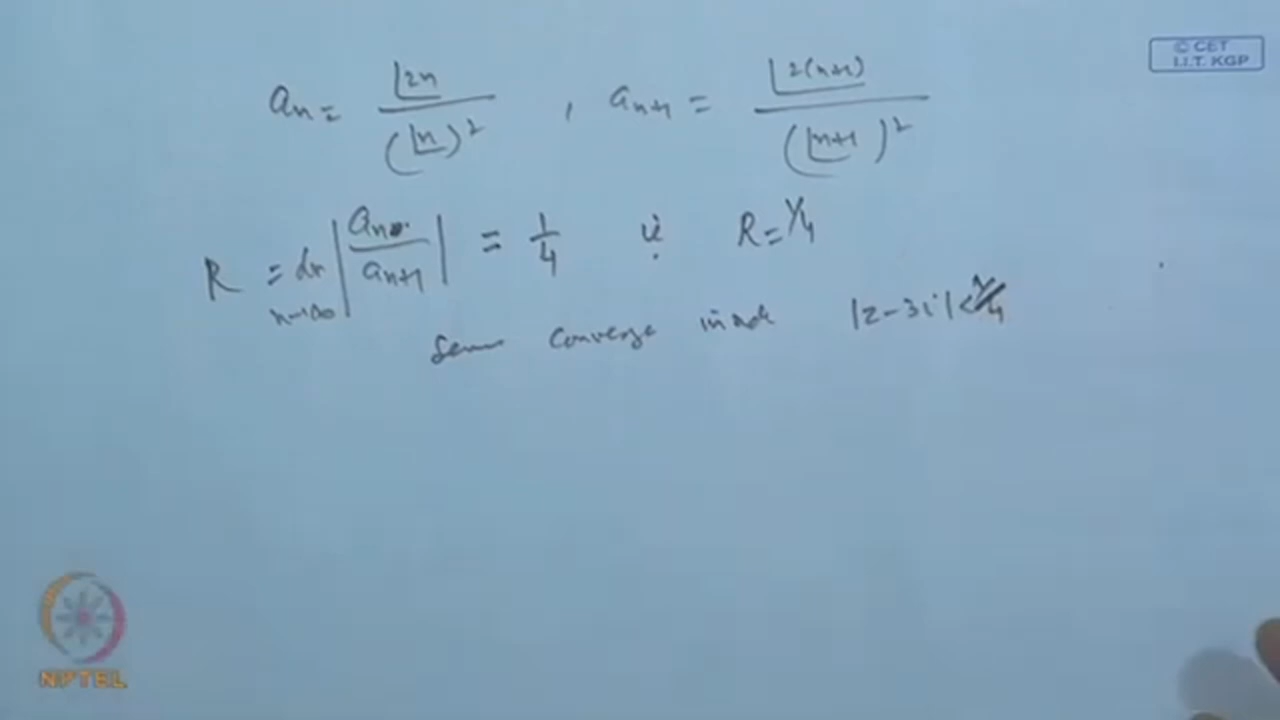 © CET
I.I.T. KGP
aₙ = ⌊2n / (⌊n)² , aₙ₊₁ = ⌊2(n+1) / (⌊n+1)²
R = lim n→∞ |aₙ / aₙ₊₁| = 1/4 i.e. R = 1/4
Series converge inside |z-3i| < 1/4
NPTEL